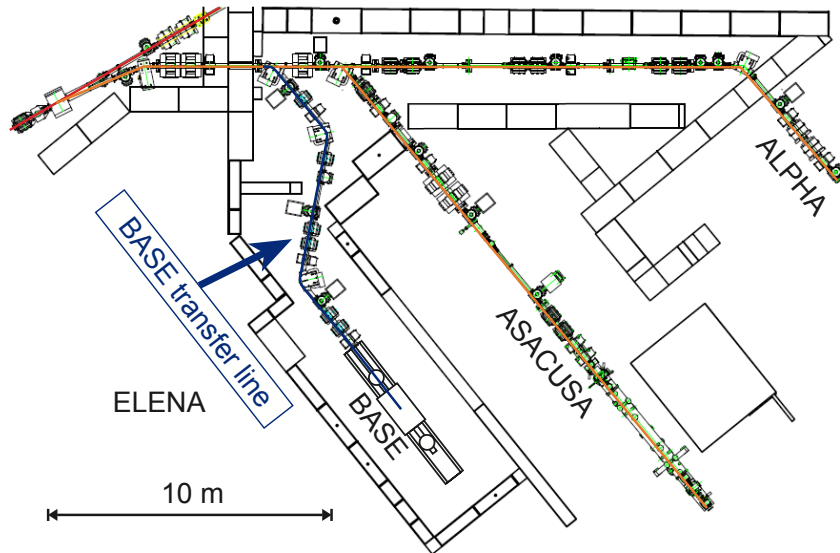 ALPHA
BASE transfer line
ASACUSA
BASE
ELENA
10 m